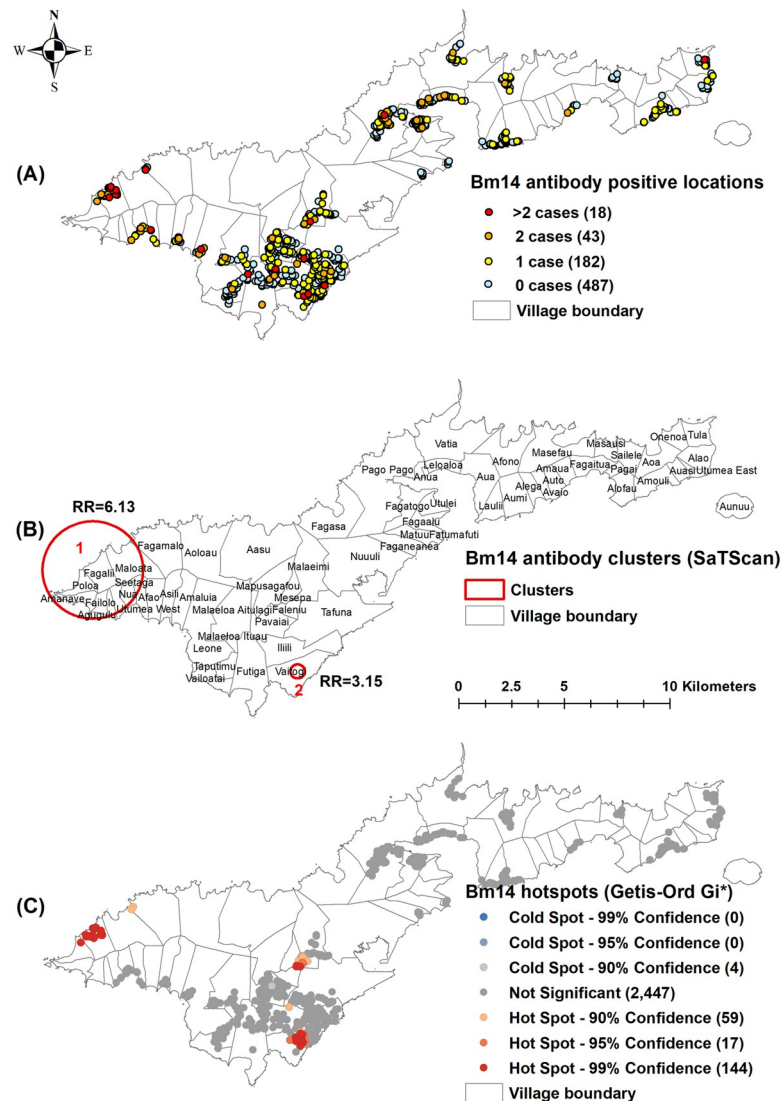 N
W E
S
(A)
Bm14 antibody positive locations
>2 cases (18)
2 cases (43)
1 case (182)
0 cases (487)
Village boundary
(B)
RR=6.13
1
Onenoa Tula
Masausi
Vatia
Sailele
Masefau
Alao
Pago Pago
Leloaloa
Afono
Aoa
Anua
Aua
Amaua
Fagaitua
Pagai
Auasi
Utumea East
Auto
Alega
Avaio
Amouli
Fagatogo
Utulei
Laulii
Aumi
Alofau
Aunuu
Fagasa
Fagaalu
Matuu
Fatumafuti
Faganeanea
Nuuuli
Fagamalo
Aoloau
Aasu
Malaeimi
Fagalii
Maloata
Poloa
Seetaga
Mapusagafou
Amanave
Nua
Afao
Asili
Amaluia
Mesepa
Failolo
Malaeloa
Aitulagi
Faleniu
Tafuna
Agugulu
Utumea West
Pavaiai
Malaeloa
Ituau
Leone
Iliili
Taputimu
Vailoatai
Futiga
Vaitogi
2
RR=3.15
Bm14 antibody clusters (SaTScan)
Clusters
Village boundary
0 2.5 5 10 Kilometers
(C)
Bm14 hotspots (Getis-Ord Gi*)
Cold Spot - 99% Confidence (0)
Cold Spot - 95% Confidence (0)
Cold Spot - 90% Confidence (4)
Not Significant (2,447)
Hot Spot - 90% Confidence (59)
Hot Spot - 95% Confidence (17)
Hot Spot - 99% Confidence (144)
Village boundary